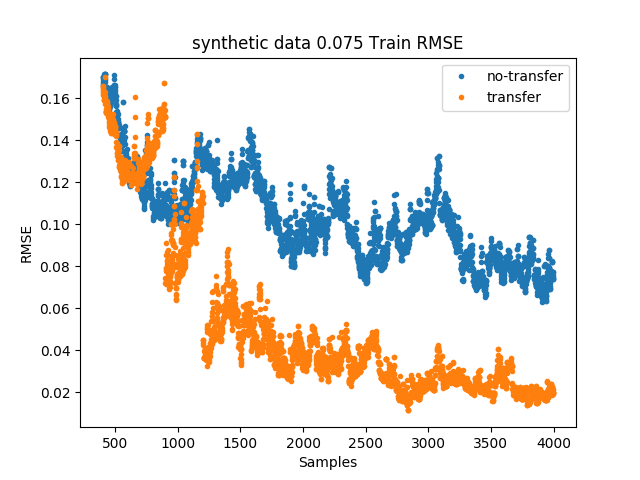 synthetic data 0.075 Train RMSE
no-transfer
transfer
0.16
0.14
0.12
0.10
0.08
0.06
0.04
0.02
RMSE
500 1000 1500 2000 2500 3000 3500 4000
Samples